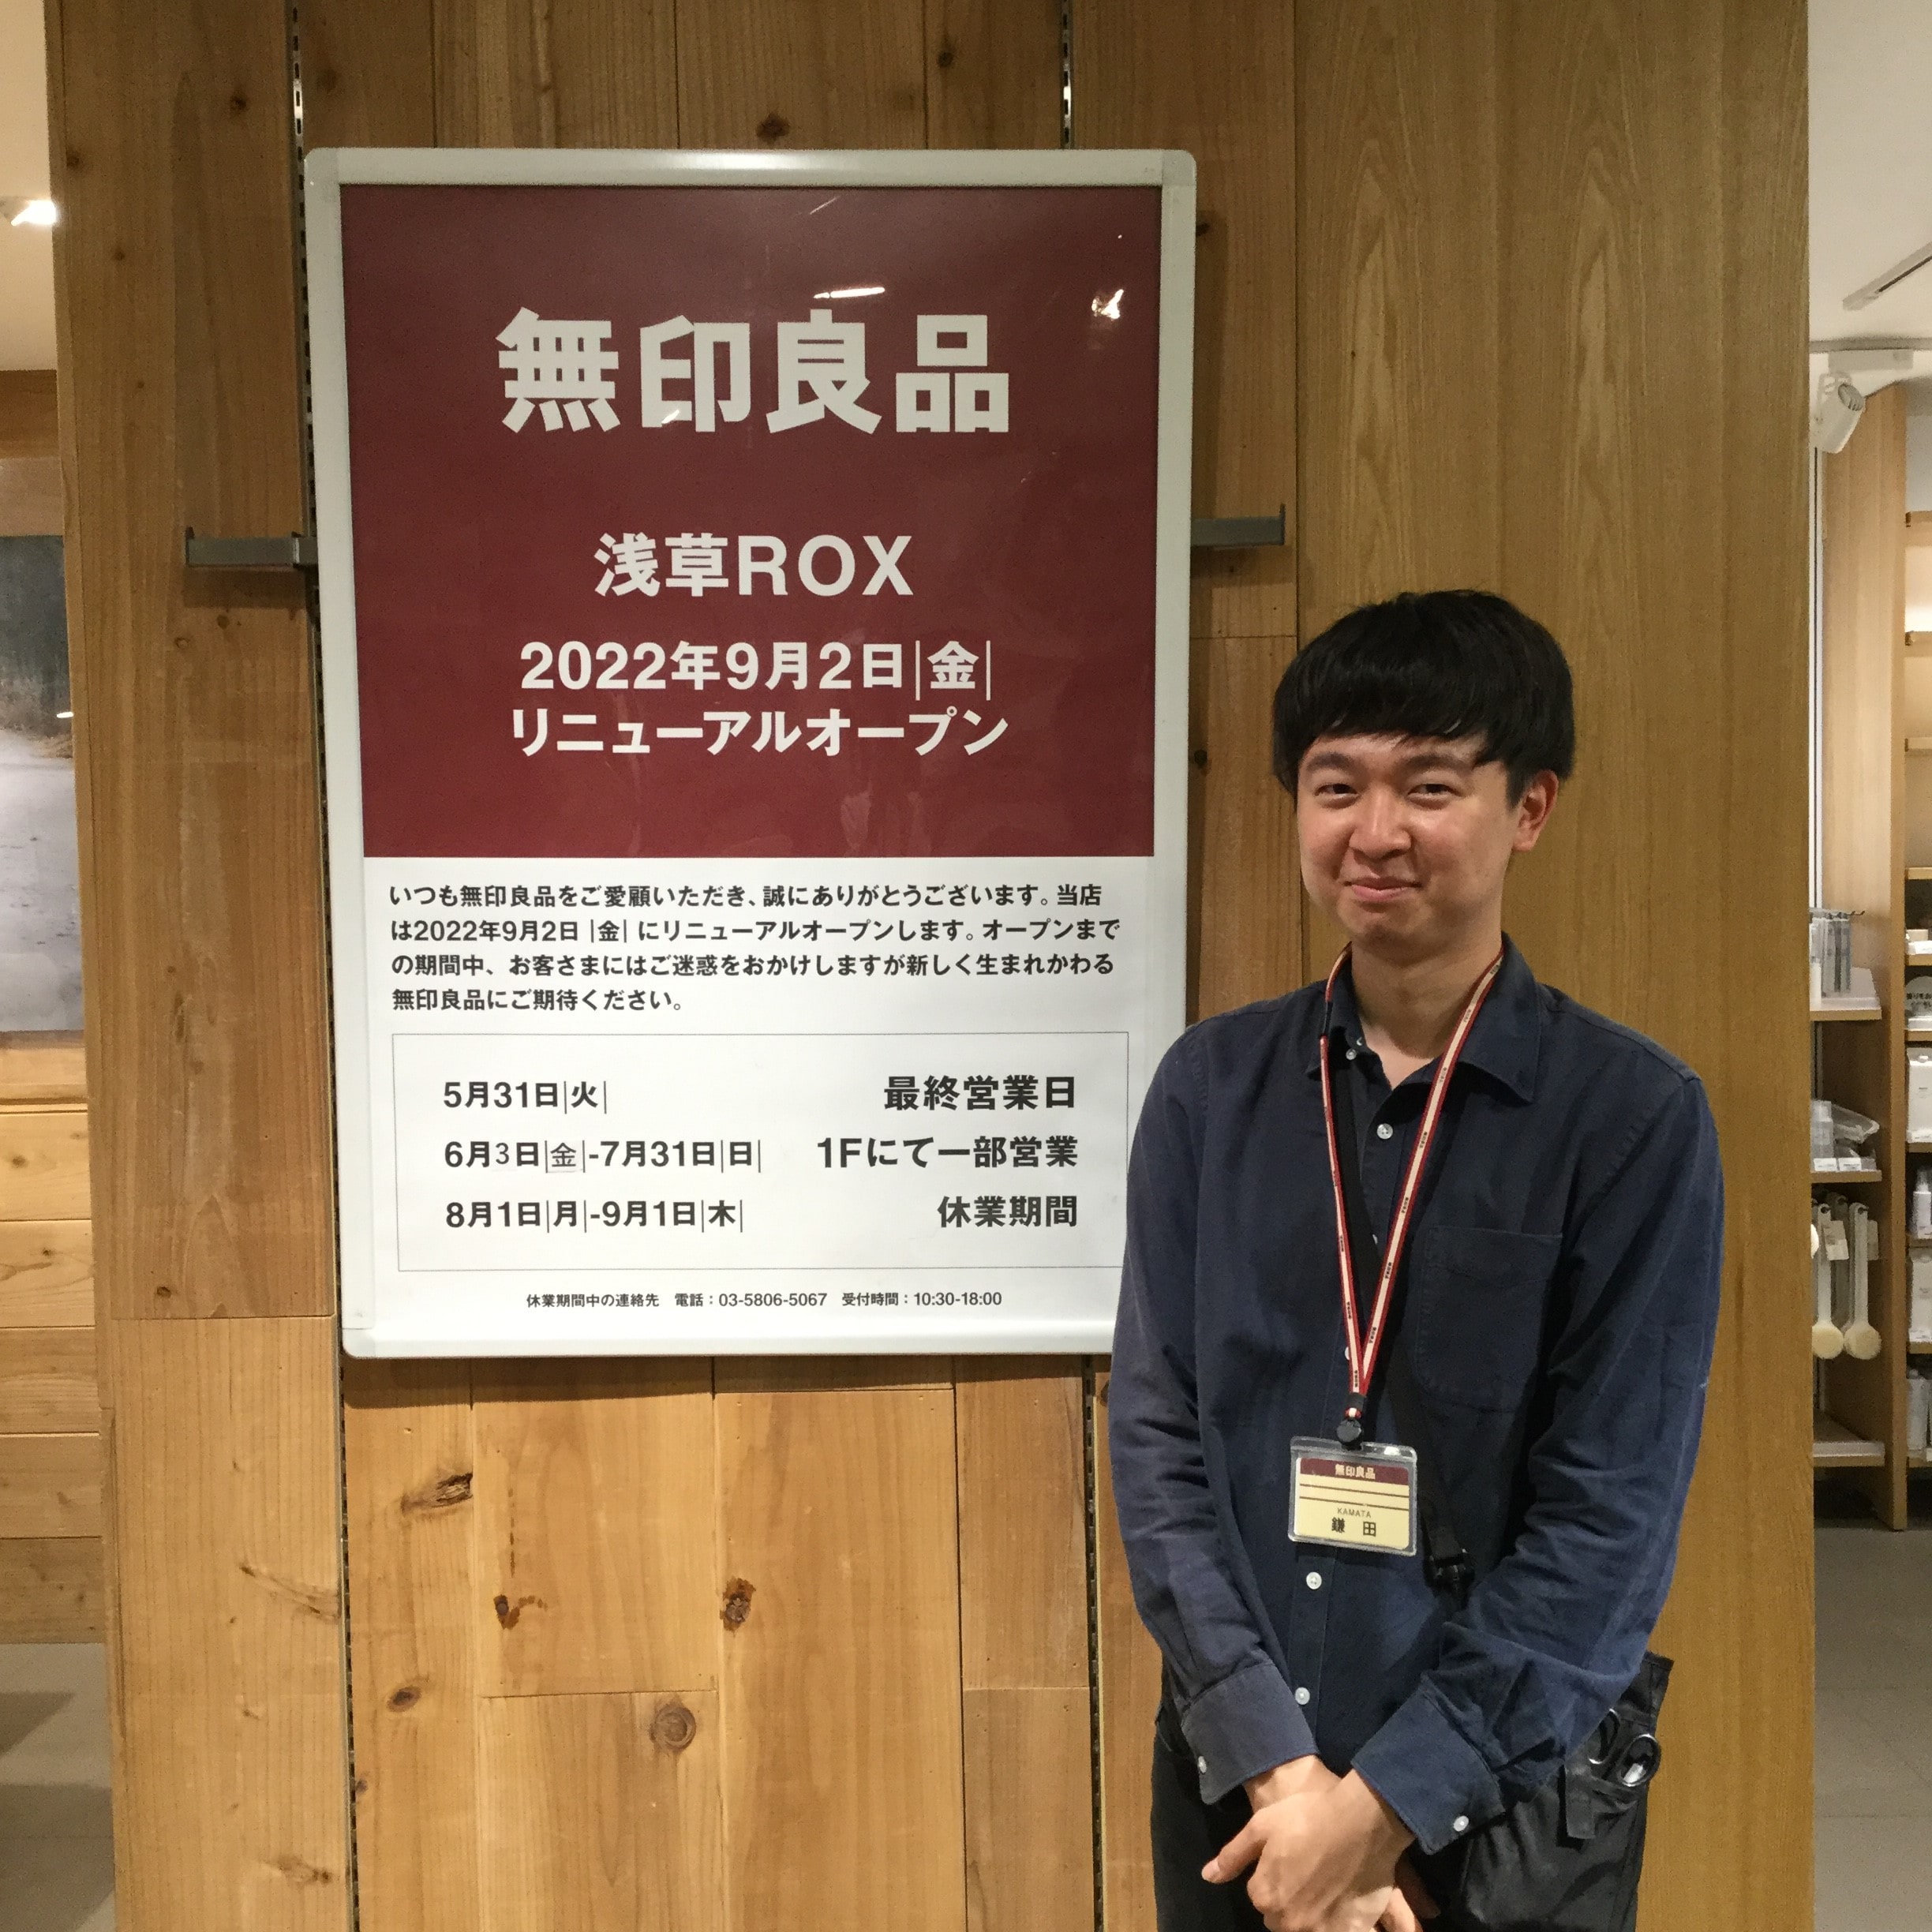 無印良品
浅草ROX
2022年9月2日|金|
リニューアルオープン
いつも無印良品をご愛顧いただき、誠にありがとうございます。当店
は2022年9月2日 |金| にリニューアルオープンします。オープンまで
の期間中、お客さまにはご迷惑をおかけしますが新しく生まれかわる
無印良品にご期待ください。
5月31日|火| 最終営業日
6月3日|金|-7月31日|日| 1Fにて一部営業
8月1日|月|-9月1日|木| 休業期間
休業期間中の連絡先 電話：03-5806-5067 受付時間：10:30-18:00
無印良品
KAMATA
鎌 田